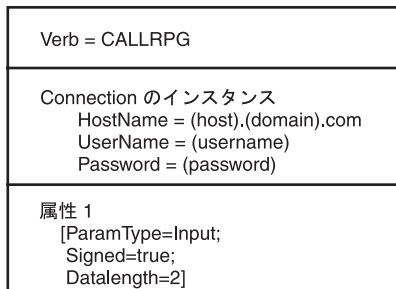 Verb = CALLRPG
Connection のインスタンス
HostName = (host).(domain).com
UserName = (username)
Password = (password)
属性 1
[ParamType=Input;
Signed=true;
Datalength=2]